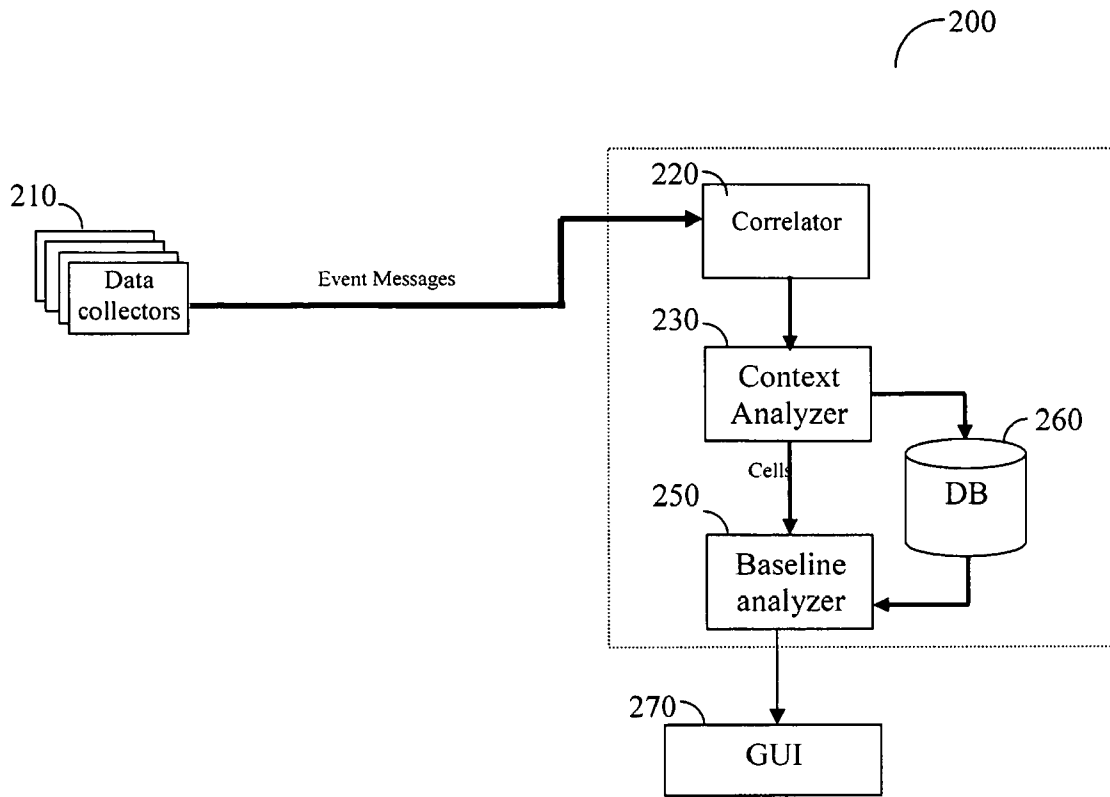 200
210
Data
collectors
Event Messages
220
Correlator
230
Context
Analyzer
Cells
260
DB
250
Baseline
analyzer
270
GUI